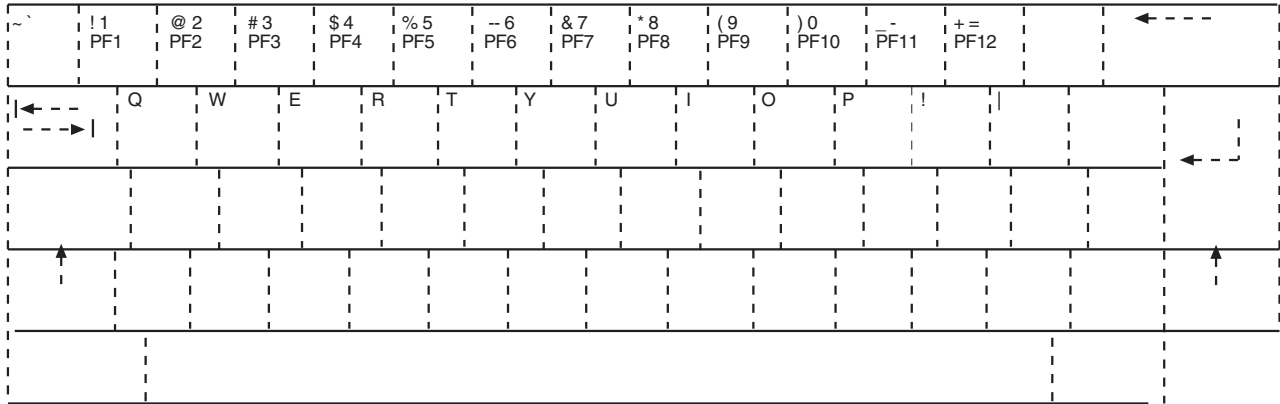 ~ ` ! 1 @ 2 # 3 $ 4 % 5 -- 6 & 7 * 8 ( 9 ) 0 _ - + =
PF1 PF2 PF3 PF4 PF5 PF6 PF7 PF8 PF9 PF10 PF11 PF12
Q W E R T Y U I O P ! |